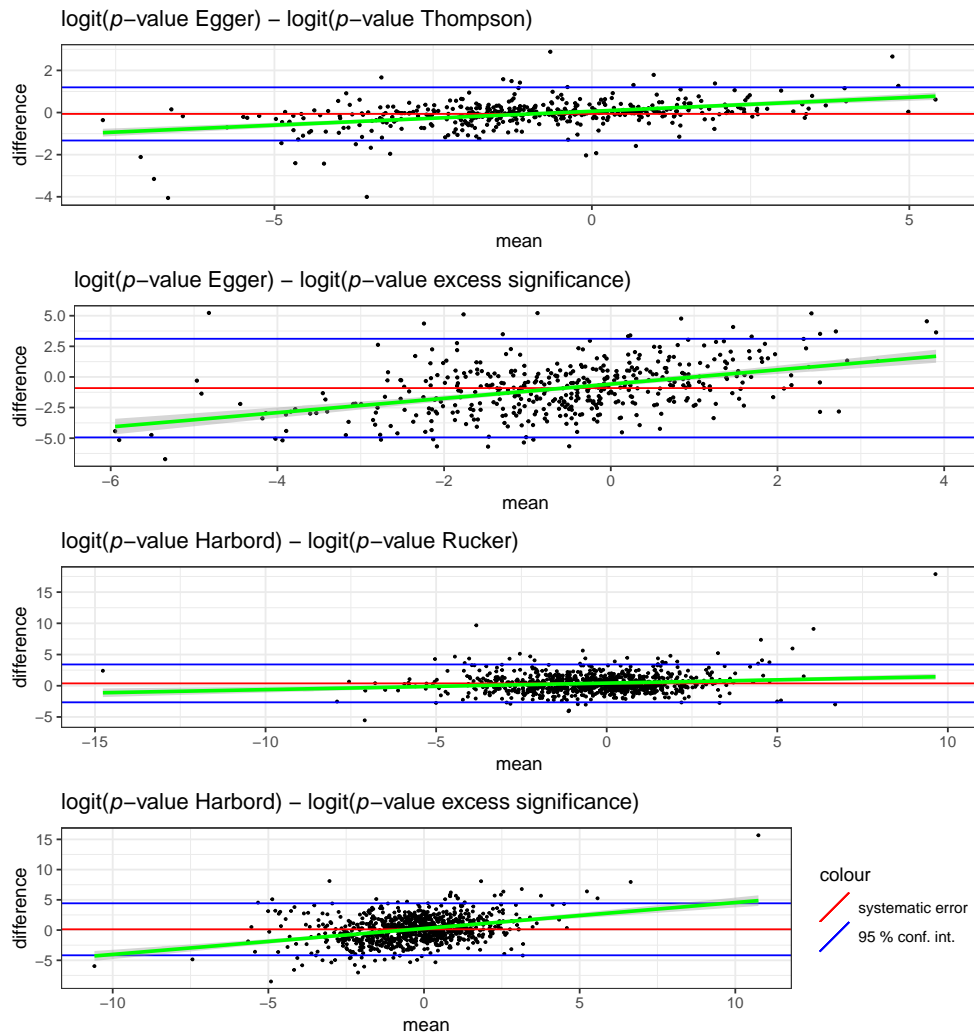 logit(p−value Egger) − logit(p−value Thompson)
difference
2
0
−2
−4
−5
0
5
mean
logit(p−value Egger) − logit(p−value excess significance)
difference
5.0
2.5
0.0
−2.5
−5.0
−6
−4
−2
0
2
4
mean
logit(p−value Harbord) − logit(p−value Rucker)
difference
15
10
5
0
−5
−15
−10
−5
0
5
10
mean
logit(p−value Harbord) − logit(p−value excess significance)
difference
15
10
5
0
−5
−10
−5
0
5
10
mean
colour
systematic error
95 % conf. int.